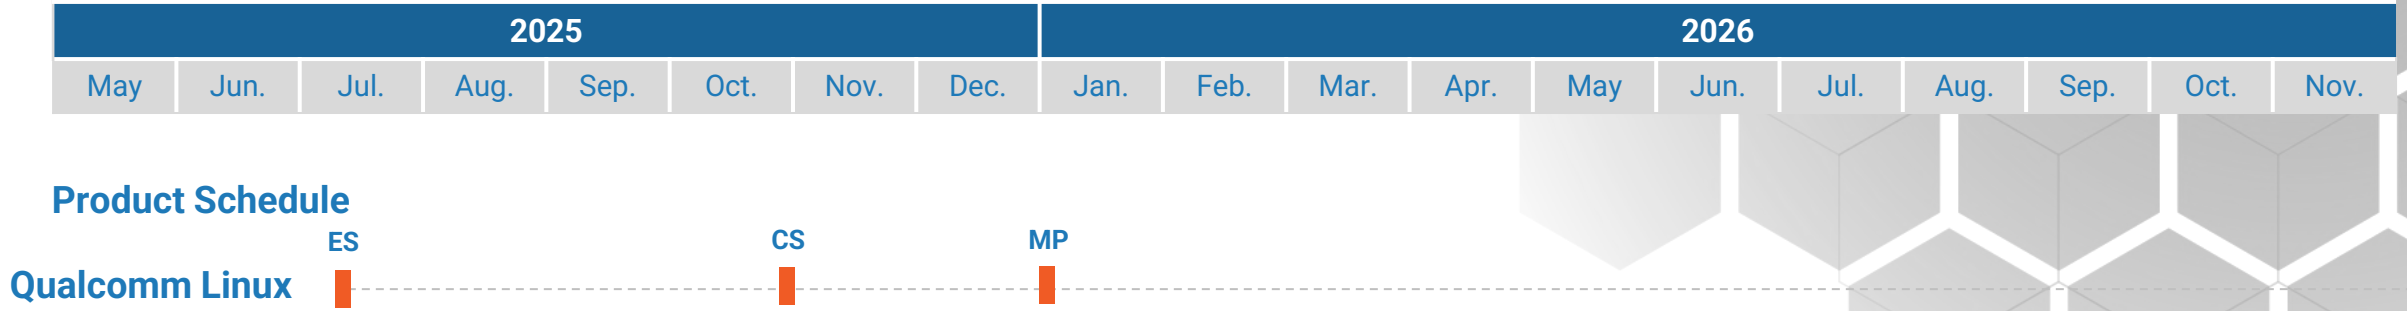 2025 2026
May Jun. Jul. Aug. Sep. Oct. Nov. Dec. Jan. Feb. Mar. Apr. May Jun. Jul. Aug. Sep. Oct. Nov.
Product Schedule
ES CS MP
Qualcomm Linux